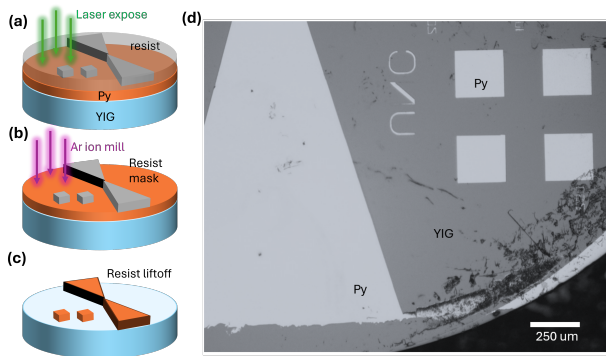 (a)
Laser expose
resist
Py
YIG
(b)
Ar ion mill
Resist
mask
(c)
Resist liftoff
(d)
Py
YIG
Py
250 um